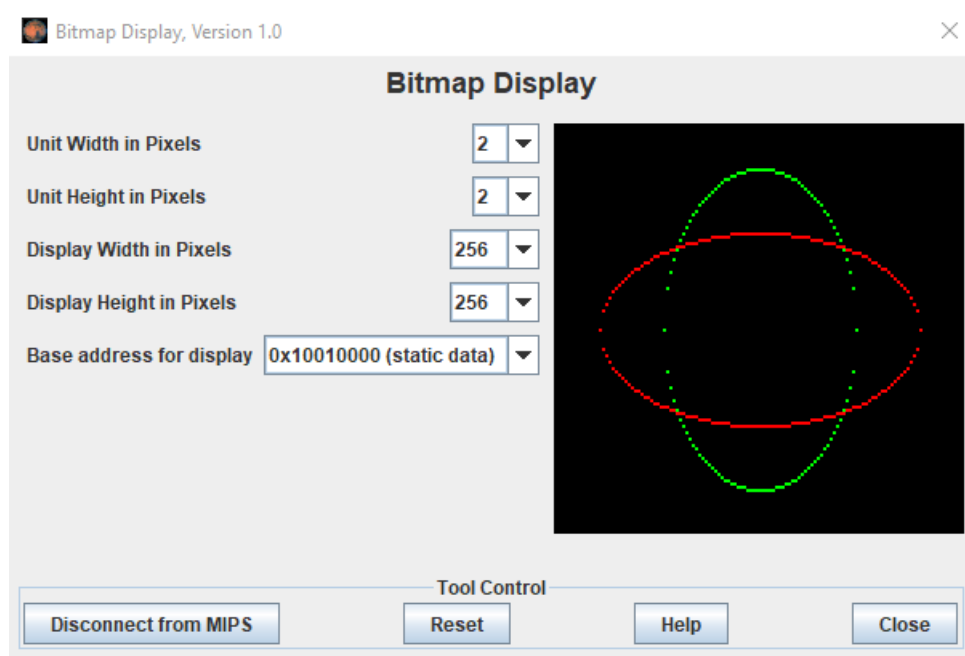 Bitmap Display, Version 1.0
Bitmap Display
Unit Width in Pixels 2
Unit Height in Pixels 2
Display Width in Pixels 256
Display Height in Pixels 256
Base address for display 0x10010000 (static data)
Tool Control
Disconnect from MIPS Reset Help Close